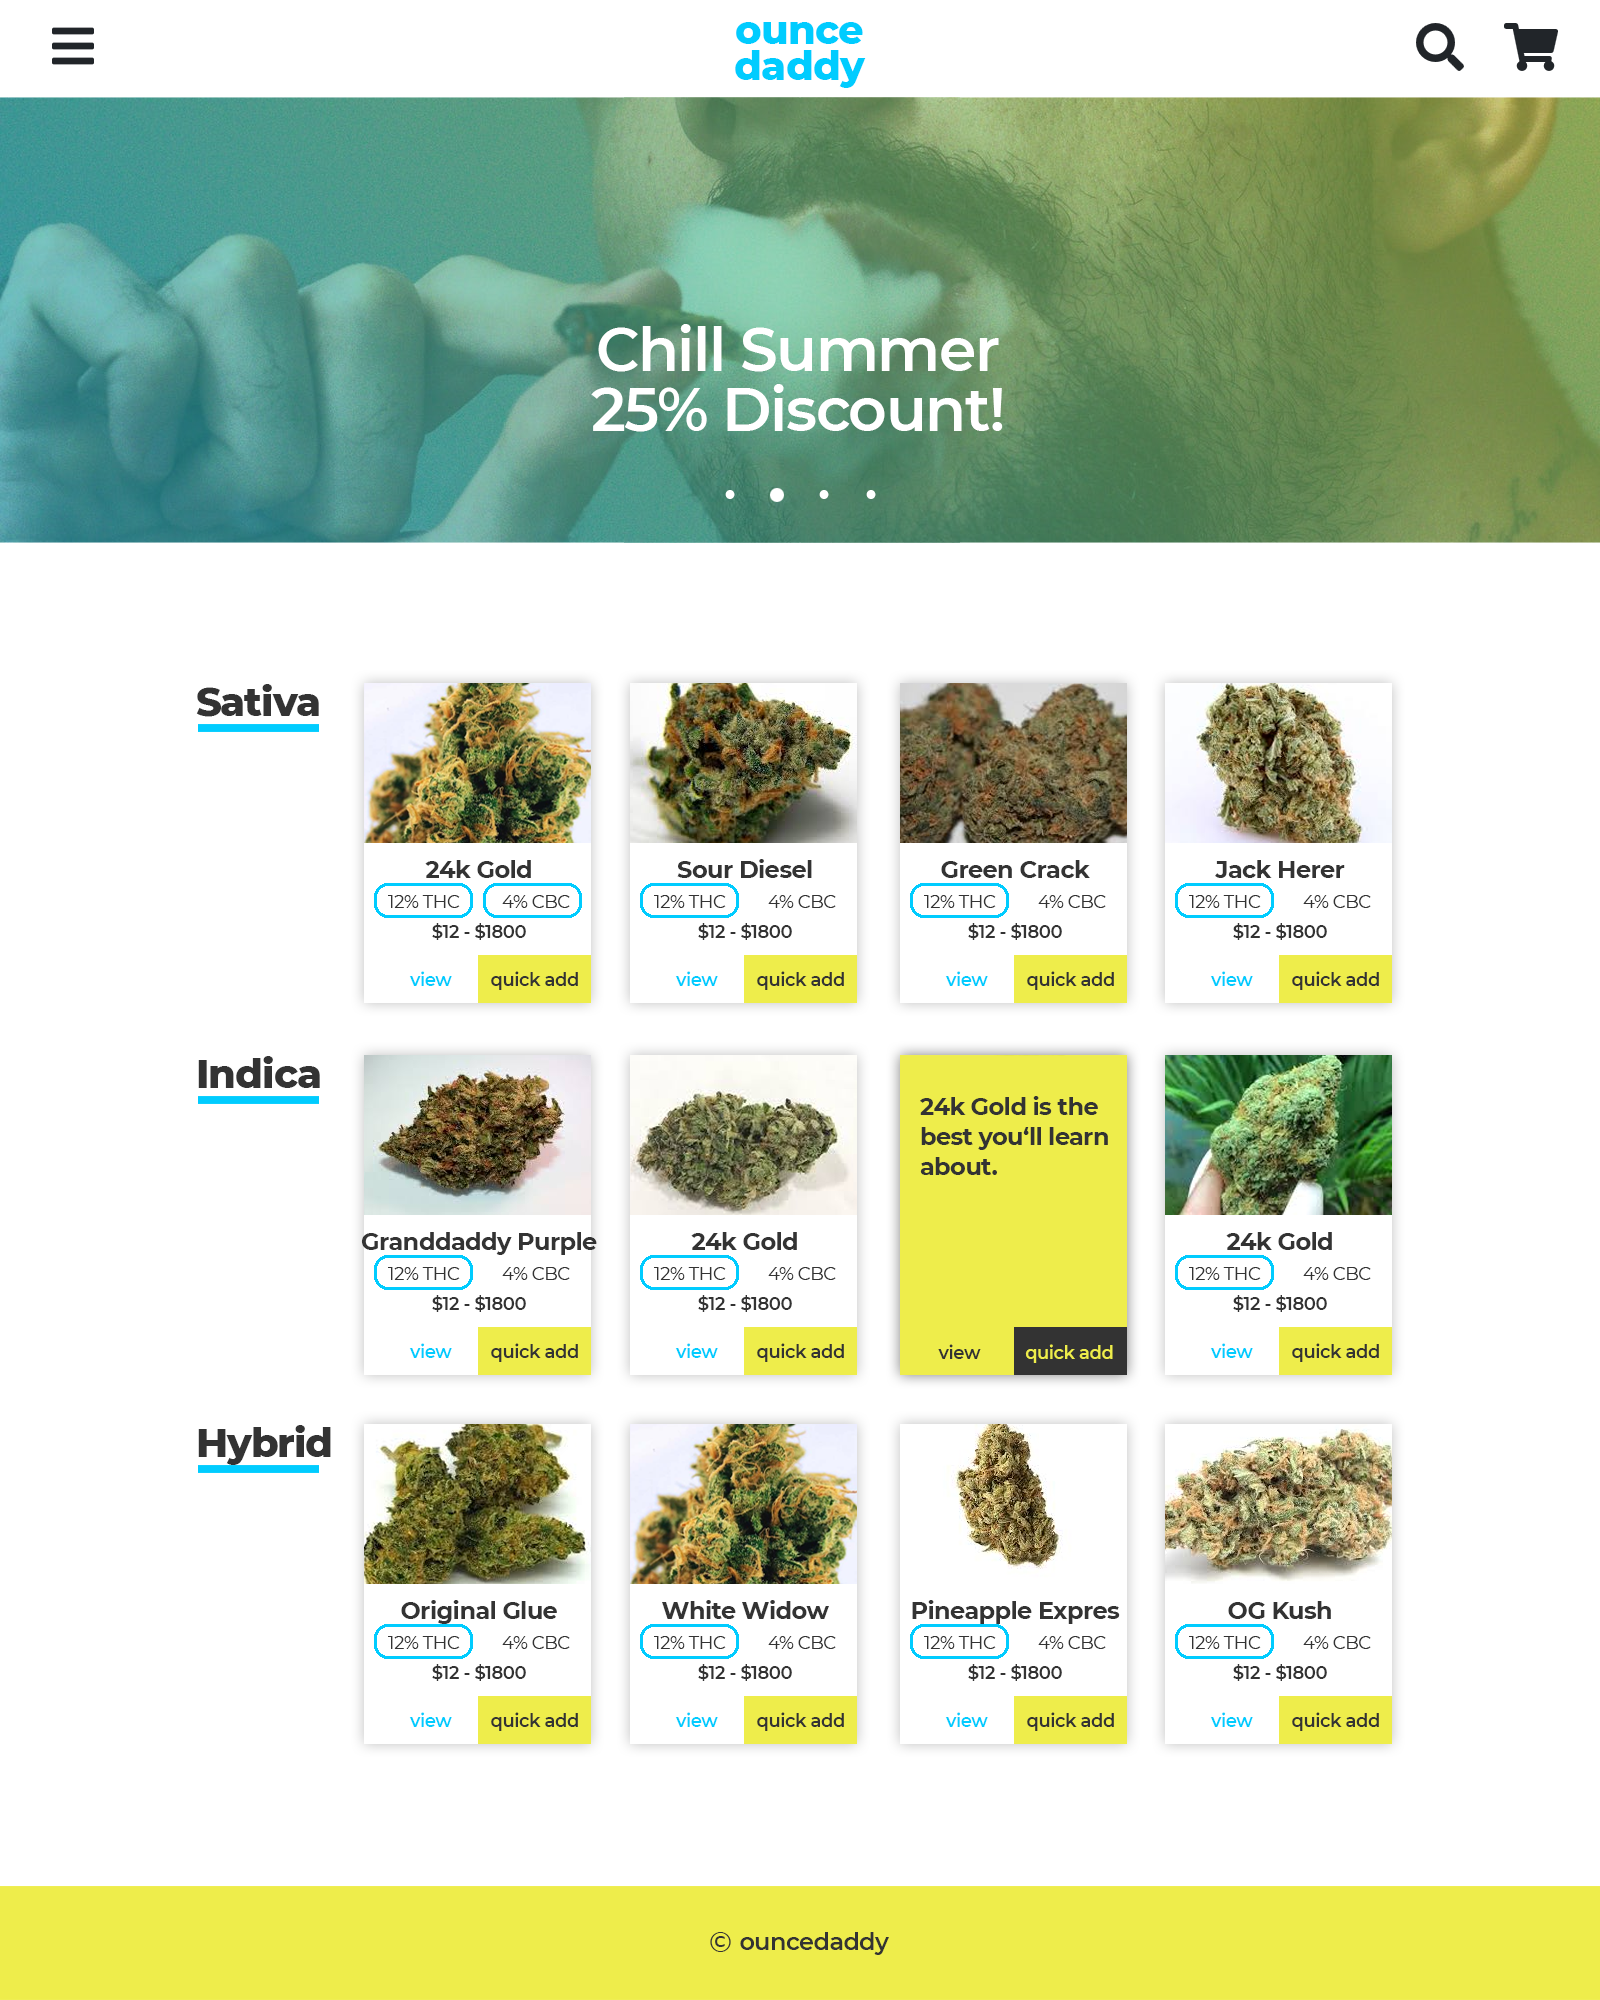 ounce
daddy
Chill Summer
25% Discount!
Sativa
24k Gold
12% THC 4% CBC
$12 - $1800
view quick add
Sour Diesel
12% THC 4% CBC
$12 - $1800
view quick add
Green Crack
12% THC 4% CBC
$12 - $1800
view quick add
Jack Herer
12% THC 4% CBC
$12 - $1800
view quick add
Indica
Granddaddy Purple
12% THC 4% CBC
$12 - $1800
view quick add
24k Gold
12% THC 4% CBC
$12 - $1800
view quick add
24k Gold is the
best you‘ll learn
about.
view quick add
24k Gold
12% THC 4% CBC
$12 - $1800
view quick add
Hybrid
Original Glue
12% THC 4% CBC
$12 - $1800
view quick add
White Widow
12% THC 4% CBC
$12 - $1800
view quick add
Pineapple Expres
12% THC 4% CBC
$12 - $1800
view quick add
OG Kush
12% THC 4% CBC
$12 - $1800
view quick add
© ouncedaddy